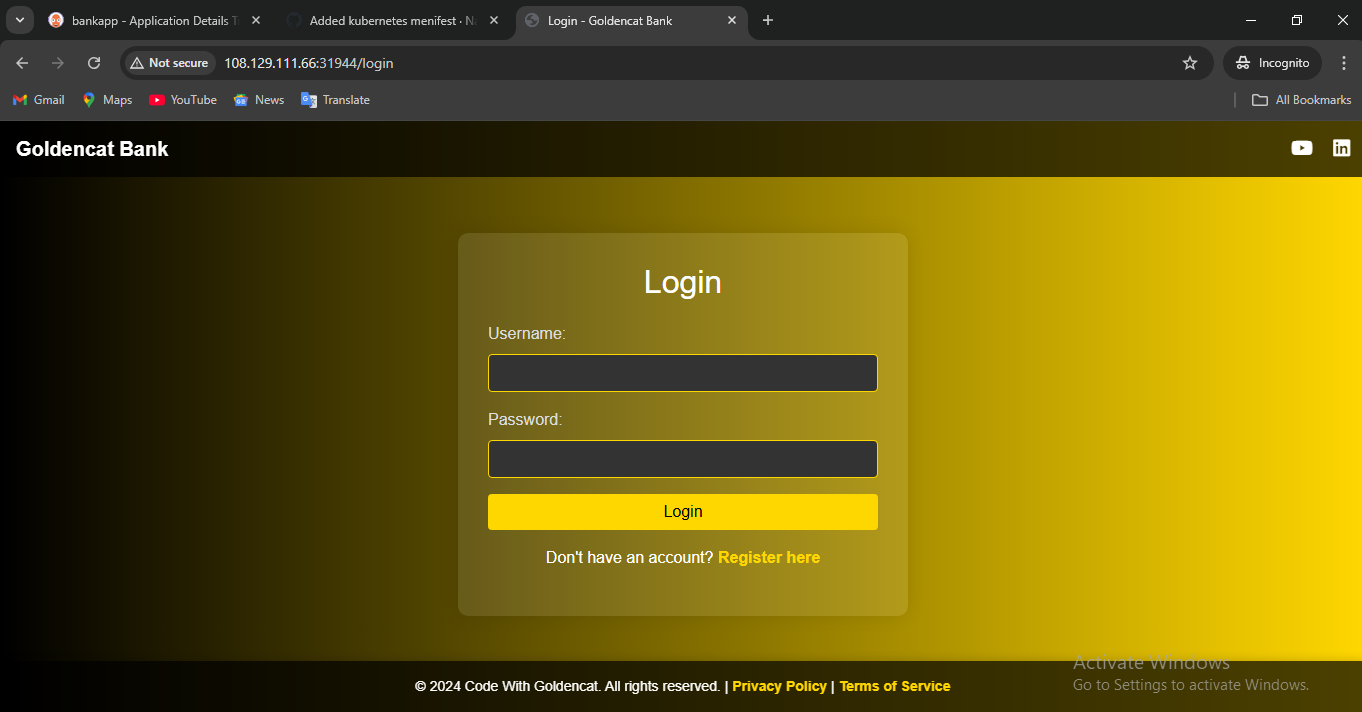 bankapp - Application Details
Added kubernetes menifest ·
Login - Goldencat Bank
Not secure
108.129.111.66:31944/login
Incognito
Gmail
Maps
YouTube
News
Translate
All Bookmarks
Goldencat Bank
Login
Username:
Password:
Login
Don't have an account? Register here
Activate Windows
Go to Settings to activate Windows.
© 2024 Code With Goldencat. All rights reserved. | Privacy Policy | Terms of Service